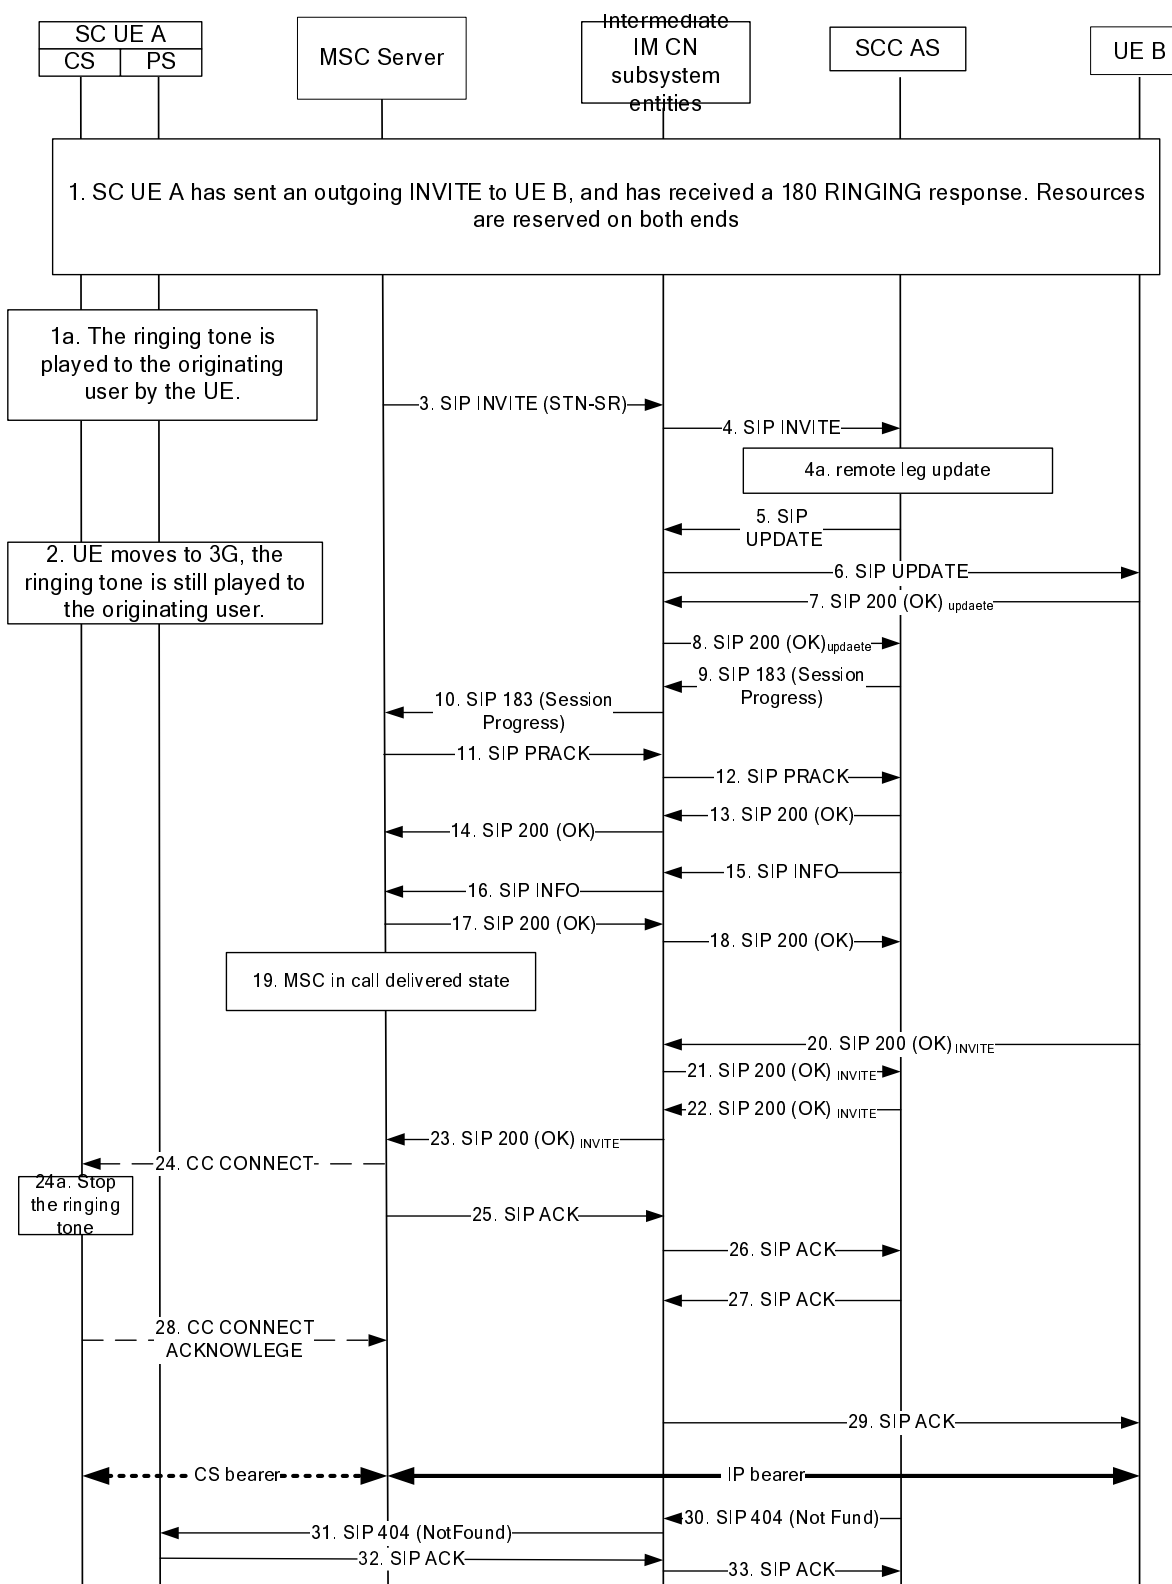 SC UE A
CS
PS
MSC Server
Intermediate
IM CN
subsystem
entities
SCC AS
UE B
1. SC UE A has sent an outgoing INVITE to UE B, and has received a 180 RINGING response. Resources
are reserved on both ends
1a. The ringing tone is
played to the originating
user by the UE.
3. SIP INVITE (STN-SR)
4. SIP INVITE
4a. remote leg update
5. SIP
UPDATE
2. UE moves to 3G, the
ringing tone is still played to
the originating user.
6. SIP UPDATE
7. SIP 200 (OK) updaete
8. SIP 200 (OK)updaete
9. SIP 183 (Session
Progress)
10. SIP 183 (Session
Progress)
11. SIP PRACK
12. SIP PRACK
13. SIP 200 (OK)
14. SIP 200 (OK)
15. SIP INFO
16. SIP INFO
17. SIP 200 (OK)
18. SIP 200 (OK)
19. MSC in call delivered state
20. SIP 200 (OK) INVITE
21. SIP 200 (OK) INVITE
22. SIP 200 (OK) INVITE
23. SIP 200 (OK) INVITE
24. CC CONNECT
24a. Stop
the ringing
tone
25. SIP ACK
26. SIP ACK
27. SIP ACK
28. CC CONNECT
ACKNOWLEGE
29. SIP ACK
CS bearer
IP bearer
30. SIP 404 (Not Fund)
31. SIP 404 (NotFound)
32. SIP ACK
33. SIP ACK